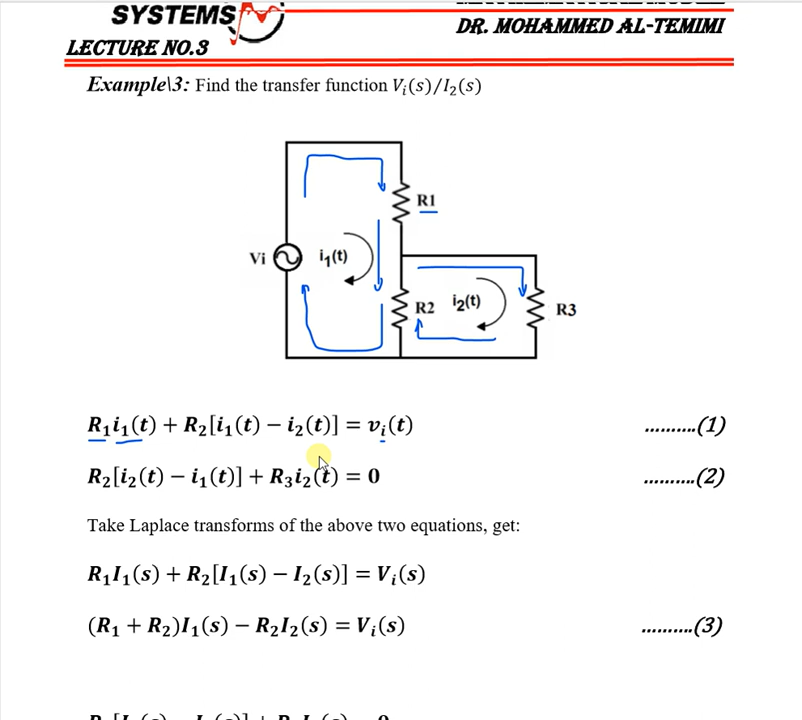 SYSTEMS
DR. MOHAMMED AL-TEMIMI
LECTURE NO.3
Example\3: Find the transfer function Vᵢ(s)/I₂(s)
R1
Vi
i₁(t)
R2
i₂(t)
R3
R₁i₁(t) + R₂[i₁(t) − i₂(t)] = vᵢ(t) ..........(1)
R₂[i₂(t) − i₁(t)] + R₃i₂(t) = 0 ..........(2)
Take Laplace transforms of the above two equations, get:
R₁I₁(s) + R₂[I₁(s) − I₂(s)] = Vᵢ(s)
(R₁ + R₂)I₁(s) − R₂I₂(s) = Vᵢ(s) ..........(3)